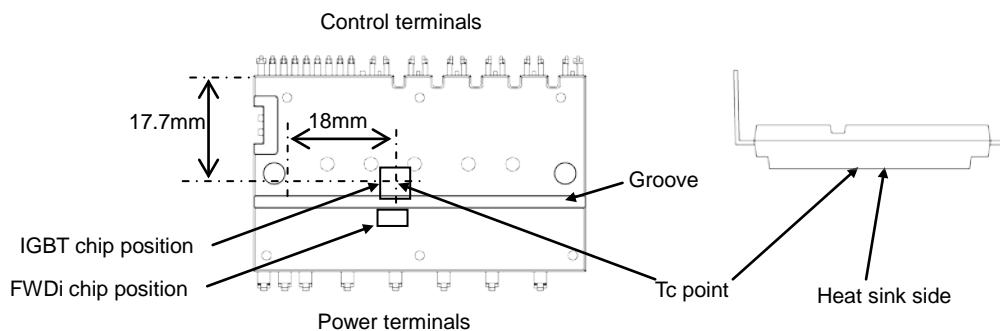 Control terminals
17.7mm
18mm
Groove
IGBT chip position
FWDi chip position
Tc point
Heat sink side
Power terminals